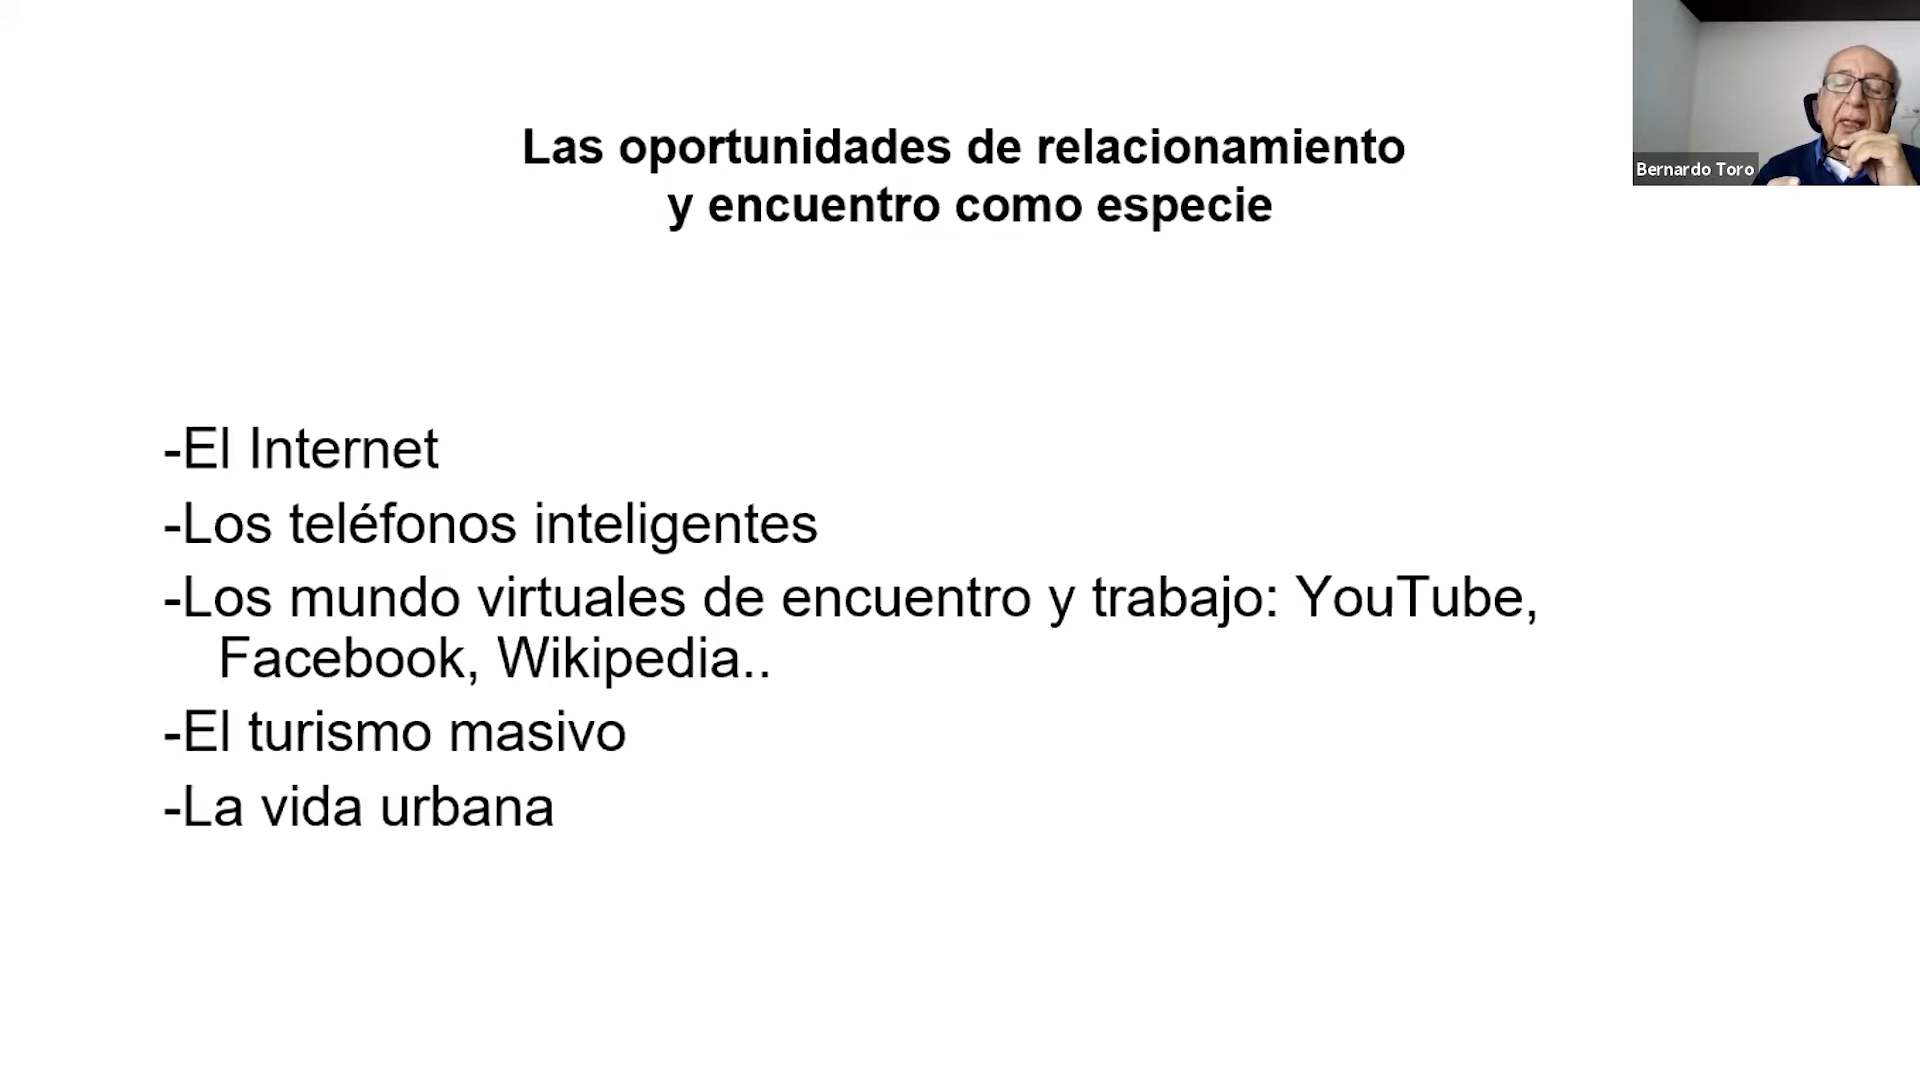 Las oportunidades de relacionamiento
y encuentro como especie
Bernardo Toro
-El Internet
-Los teléfonos inteligentes
-Los mundo virtuales de encuentro y trabajo: YouTube,
Facebook, Wikipedia..
-El turismo masivo
-La vida urbana